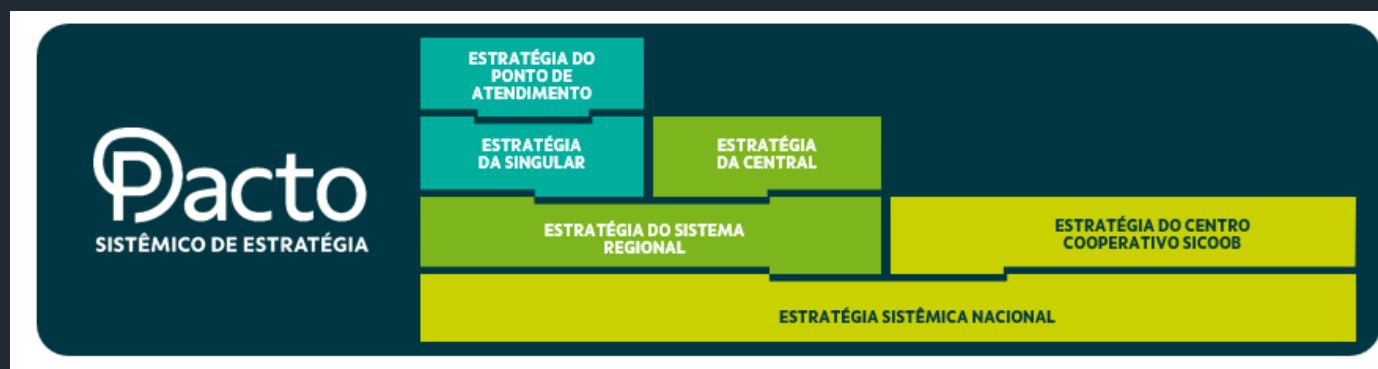 Pacto
SISTÊMICO DE ESTRATÉGIA
ESTRATÉGIA DO
PONTO DE
ATENDIMENTO
ESTRATÉGIA
DA SINGULAR
ESTRATÉGIA
DA CENTRAL
ESTRATÉGIA DO SISTEMA
REGIONAL
ESTRATÉGIA DO CENTRO
COOPERATIVO SICOOB
ESTRATÉGIA SISTÊMICA NACIONAL